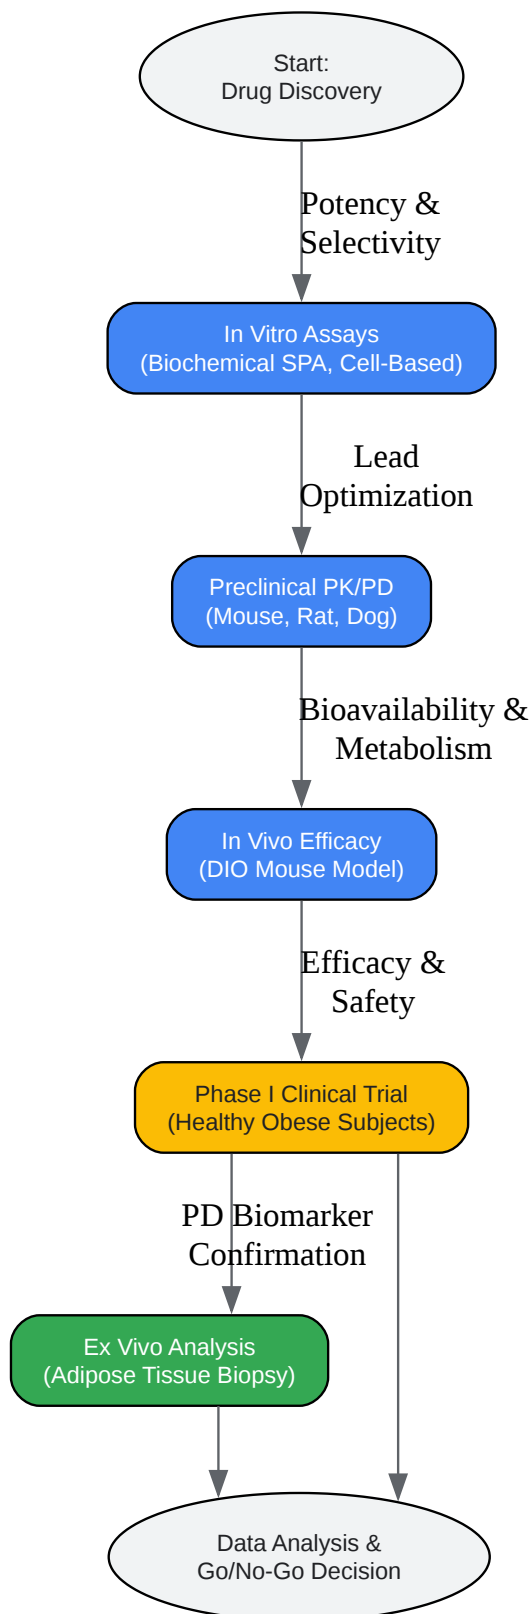 Start:
Drug Discovery
Potency &
Selectivity
In Vitro Assays
(Biochemical SPA, Cell-Based)
Lead
Optimization
Preclinical PK/PD
(Mouse, Rat, Dog)
Bioavailability &
Metabolism
In Vivo Efficacy
(DIO Mouse Model)
Efficacy &
Safety
Phase I Clinical Trial
(Healthy Obese Subjects)
PD Biomarker
Confirmation
Ex Vivo Analysis
(Adipose Tissue Biopsy)
Data Analysis &
Go/No-Go Decision